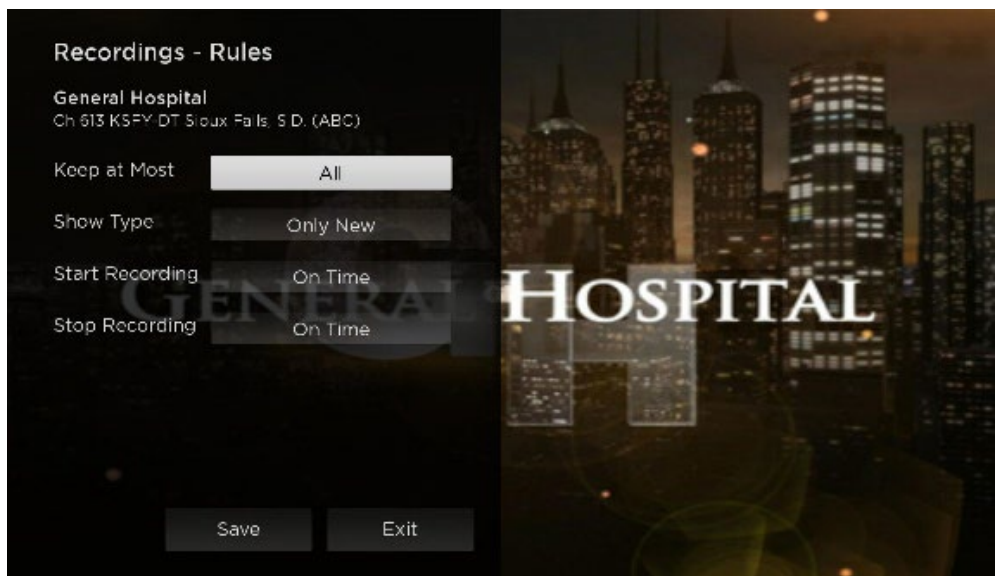 Recordings - Rules
General Hospital
Ch 613 KSFY-DT Sioux Falls, S.D. (ABC)
Keep at Most All
Show Type Only New
Start Recording On Time
GENERAL HOSPITAL
Stop Recording On Time
Save Exit